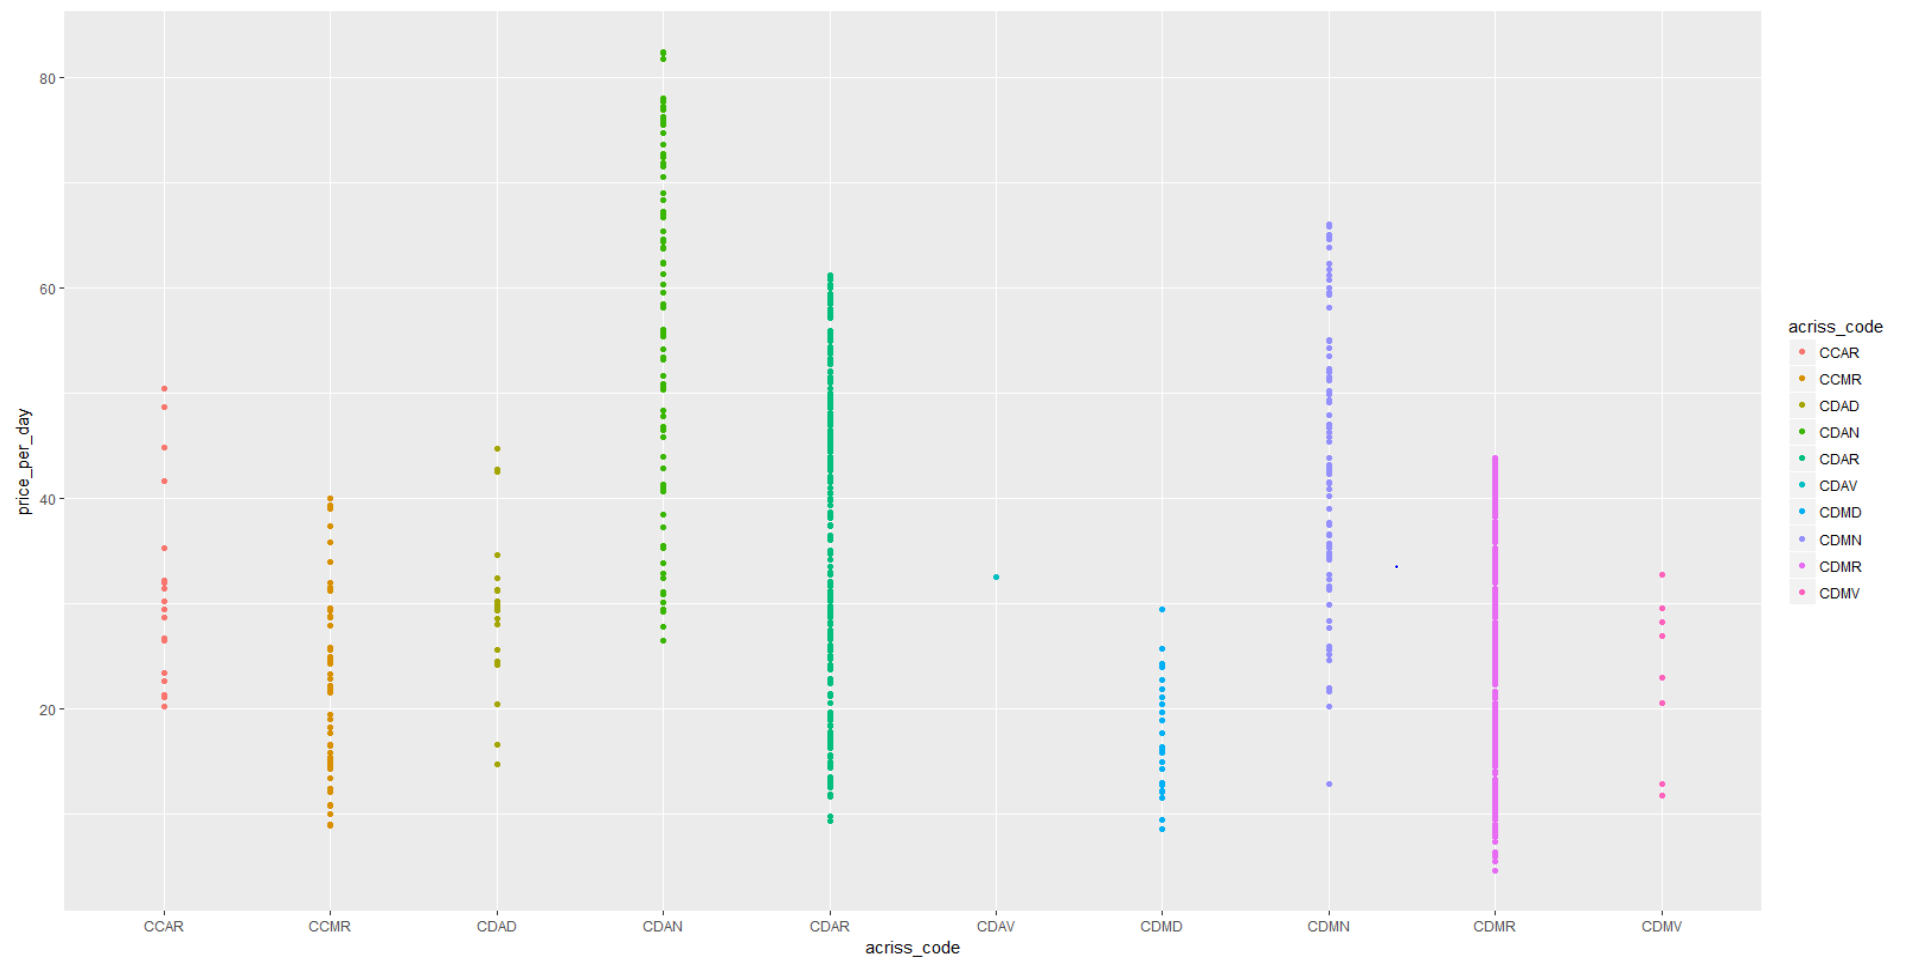 80
60
40
20
price_per_day
CCAR CCMR CDAD CDAN CDAR CDAV CDMD CDMN CDMR CDMV
acriss_code
acriss_code
CCAR
CCMR
CDAD
CDAN
CDAR
CDAV
CDMD
CDMN
CDMR
CDMV